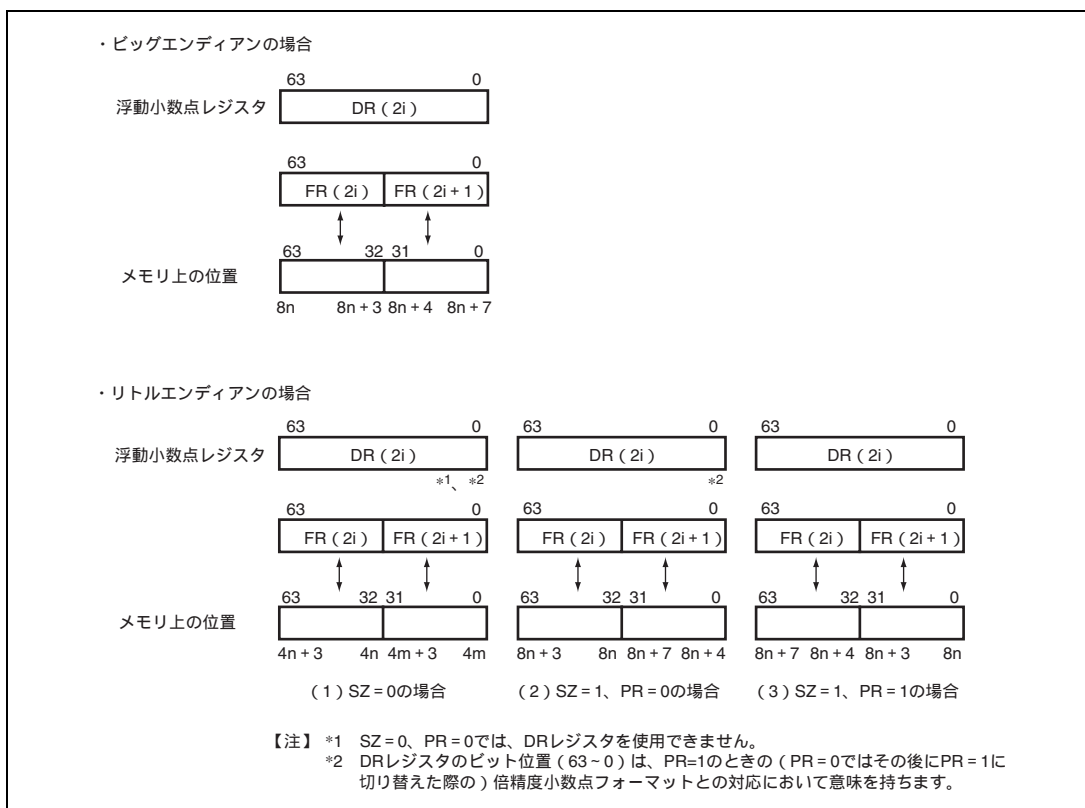 ・ビッグエンディアンの場合
63 0
浮動小数点レジスタ DR（2i）
63 0
FR（2i） FR（2i＋1）
63 32 31 0
メモリ上の位置
8n 8n＋3 8n＋4 8n＋7
・リトルエンディアンの場合
63 0 63 0 63 0
浮動小数点レジスタ DR（2i） DR（2i） DR（2i）
*1、*2 *2
63 0 63 0 63 0
FR（2i） FR（2i＋1） FR（2i） FR（2i＋1） FR（2i） FR（2i＋1）
63 32 31 0 63 32 31 0 63 32 31 0
メモリ上の位置
4n＋3 4n 4m＋3 4m 8n＋3 8n 8n＋7 8n＋4 8n＋7 8n＋4 8n＋3 8n
（1）SZ＝0の場合 （2）SZ＝1、PR＝0の場合 （3）SZ＝1、PR＝1の場合
【注】 *1 SZ＝0、PR＝0では、DRレジスタを使用できません。
*2 DRレジスタのビット位置（63～0）は、PR=1のときの（PR＝0ではその後にPR＝1に
切り替えた際の）倍精度小数点フォーマットとの対応において意味を持ちます。